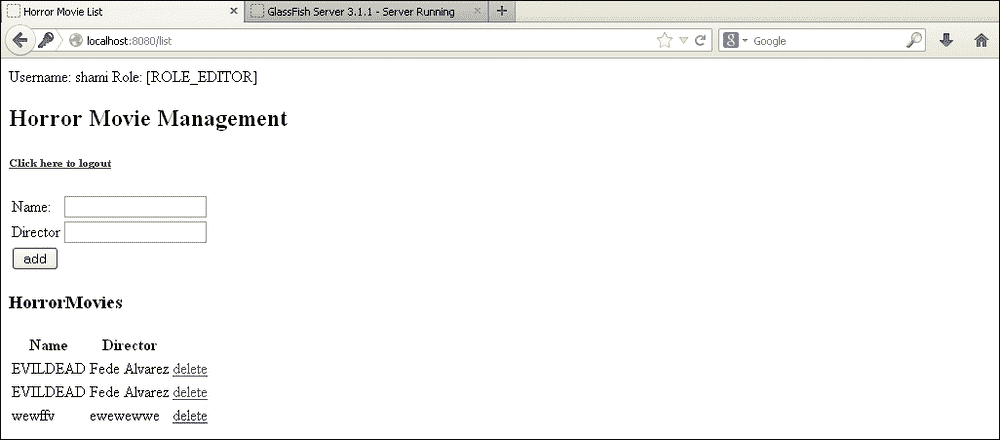 Horror Movie List GlassFish Server 3.1.1 - Server Running
localhost:8080/list Google
Username: shami Role: [ROLE_EDITOR]
Horror Movie Management
Click here to logout
Name:
Director
add
HorrorMovies
Name Director
EVILDEAD Fede Alvarez delete
EVILDEAD Fede Alvarez delete
wewffv ewewewwe delete